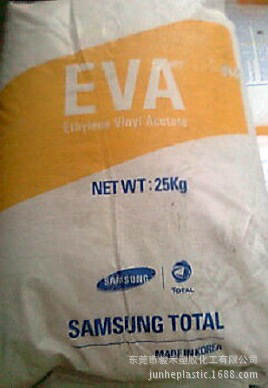 EVA
Ethylene Vinyl Acetate
NET WT: 25Kg
SAMSUNG
TOTAL
SAMSUNG TOTAL
MADE IN KOREA
东莞市骏禾塑胶化工有限公司
junheplastic.1688.com